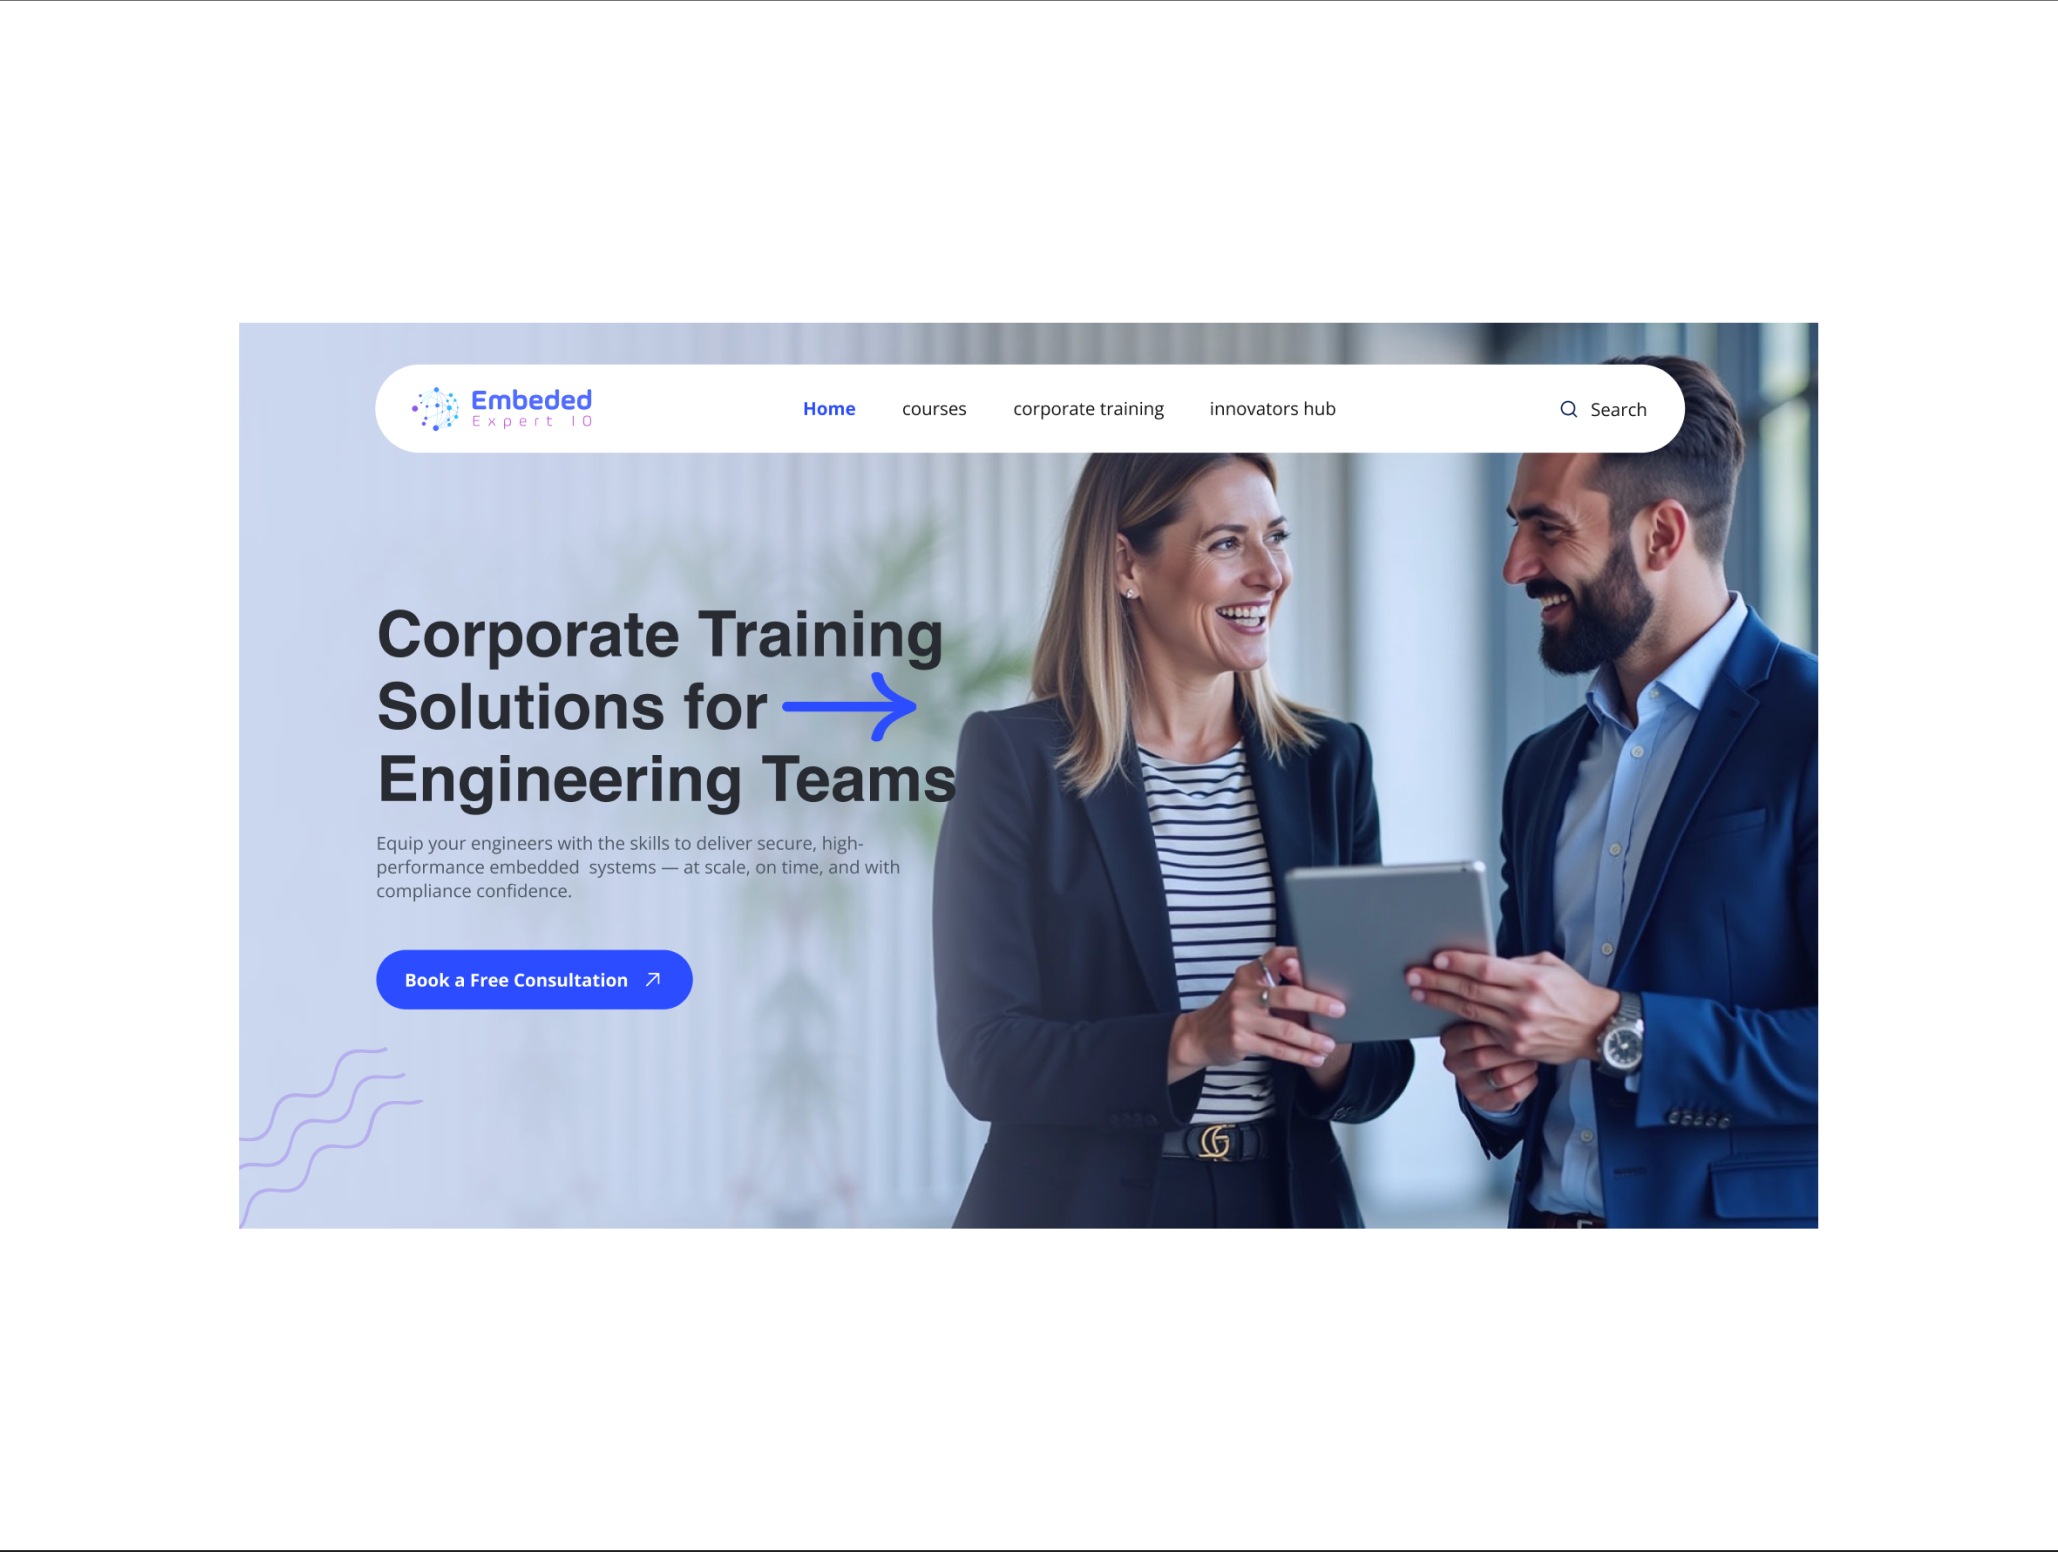 Embeded
Expert IO
Home
courses
corporate training
innovators hub
Search
Corporate Training
Solutions for
Engineering Teams
Equip your engineers with the skills to deliver secure, high-
performance embedded  systems — at scale, on time, and with
compliance confidence.
Book a Free Consultation